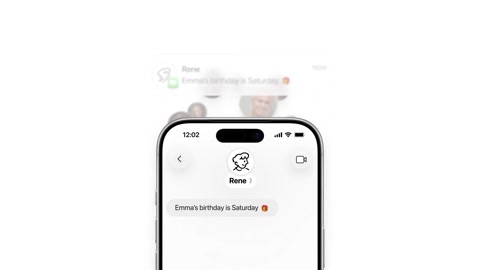 Rene
now
Emma's birthday is Saturday 🎁
12:02
Rene
Emma's birthday is Saturday 🎁